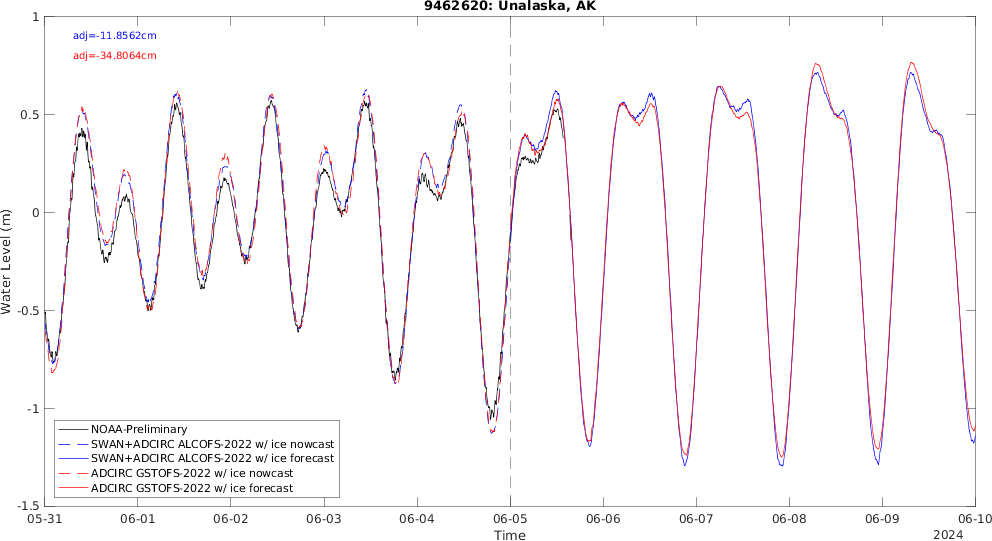 9462620: Unalaska, AK
adj=-11.8562cm
adj=-34.8064cm
Water Level (m)
1
0.5
0
-0.5
-1
-1.5
NOAA-Preliminary
SWAN+ADCIRC ALCOFS-2022 w/ ice nowcast
SWAN+ADCIRC ALCOFS-2022 w/ ice forecast
ADCIRC GSTOFS-2022 w/ ice nowcast
ADCIRC GSTOFS-2022 w/ ice forecast
05-31 06-01 06-02 06-03 06-04 06-05 06-06 06-07 06-08 06-09 06-10
Time
2024